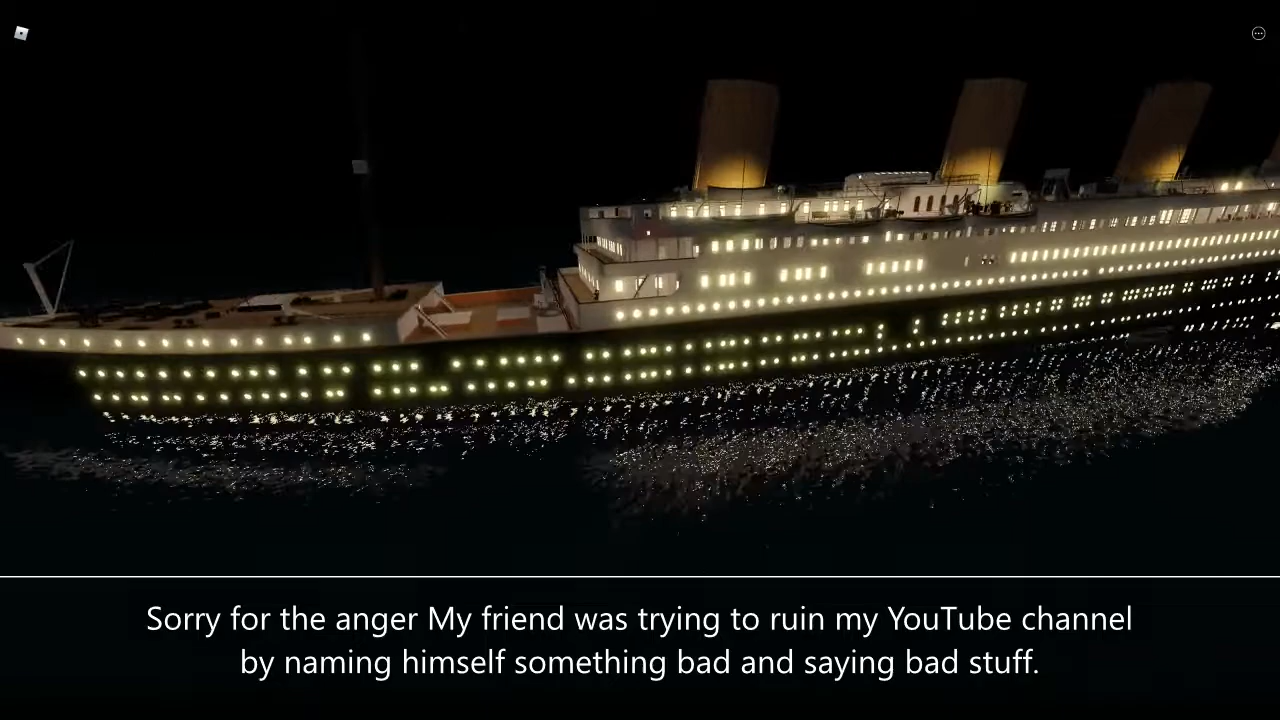 Sorry for the anger My friend was trying to ruin my YouTube channel
by naming himself something bad and saying bad stuff.